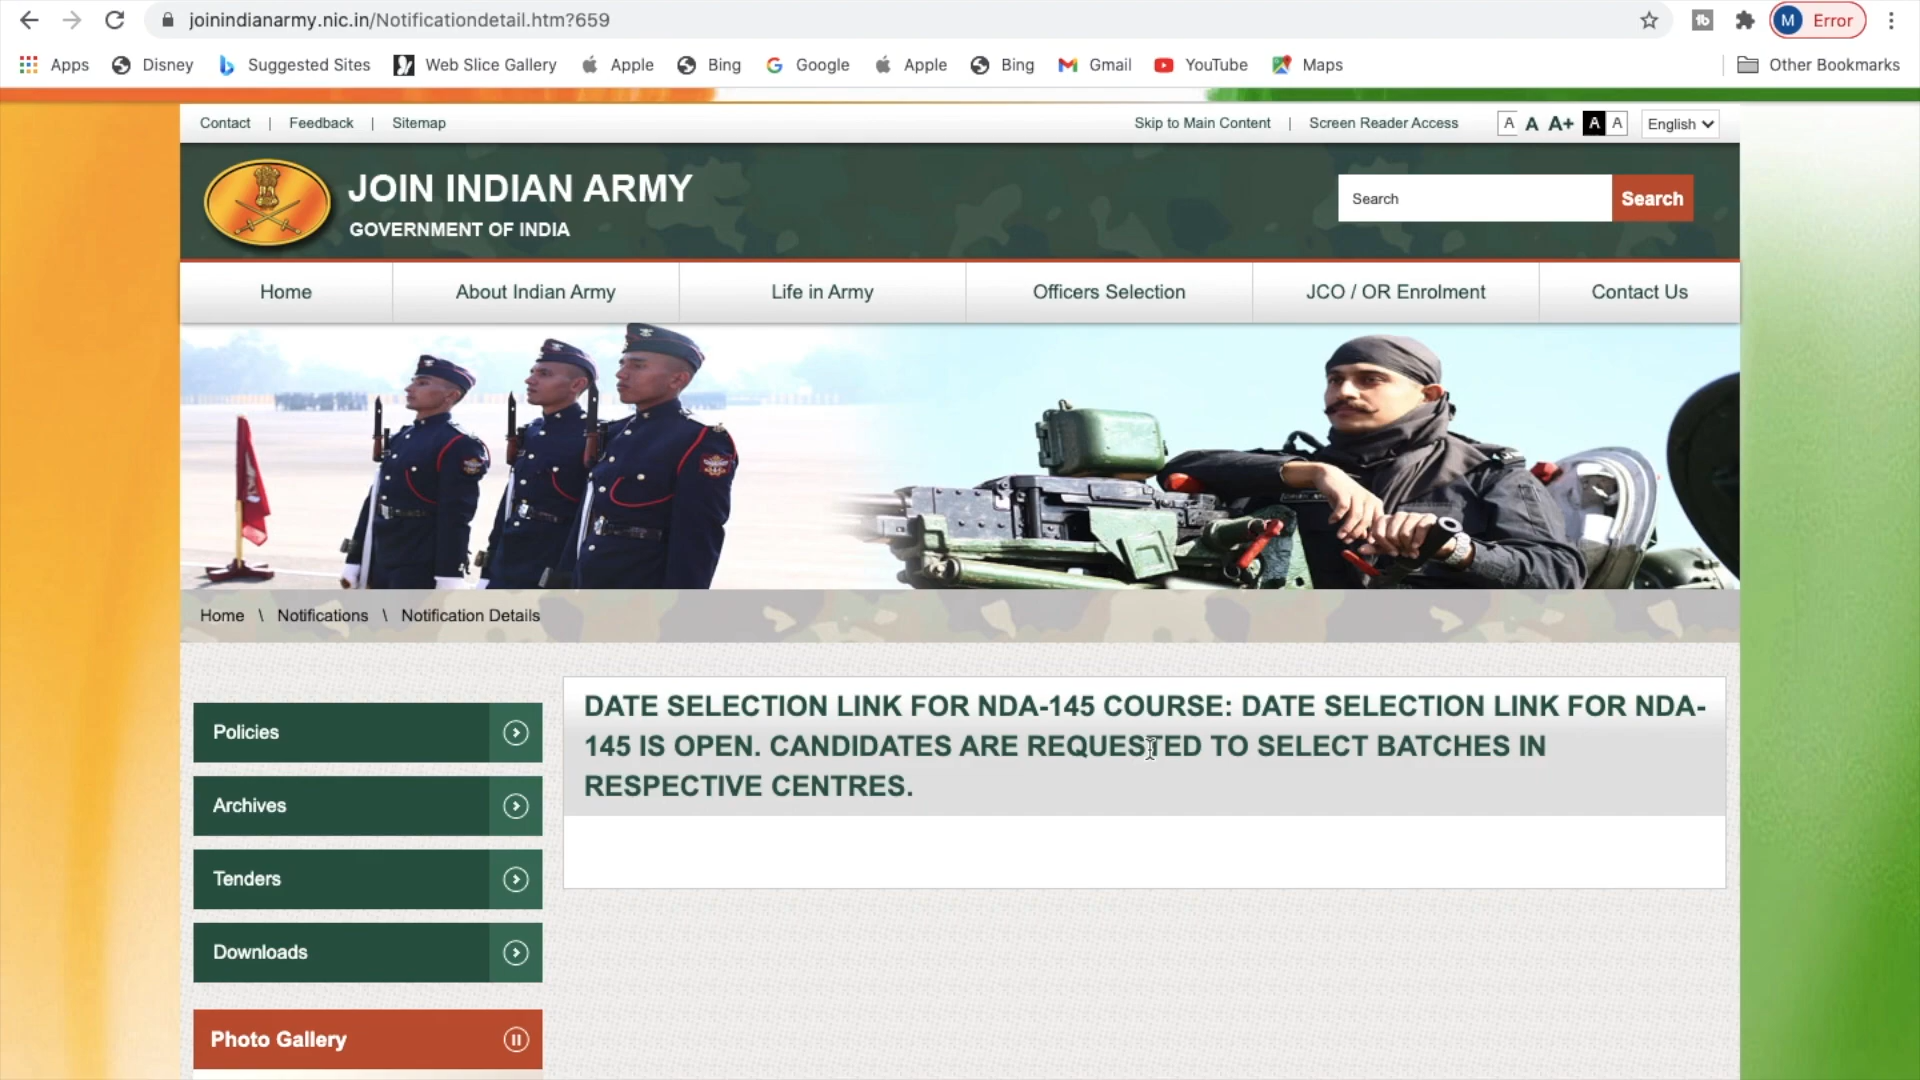 joinindianarmy.nic.in/Notificationdetail.htm?659
M Error
Apps Disney Suggested Sites Web Slice Gallery Apple Bing Google Apple Bing Gmail YouTube Maps Other Bookmarks
Contact | Feedback | Sitemap
Skip to Main Content | Screen Reader Access A A A+ A A English
JOIN INDIAN ARMY
GOVERNMENT OF INDIA
Search Search
Home About Indian Army Life in Army Officers Selection JCO / OR Enrolment Contact Us
Home \ Notifications \ Notification Details
DATE SELECTION LINK FOR NDA-145 COURSE: DATE SELECTION LINK FOR NDA-
145 IS OPEN. CANDIDATES ARE REQUESTED TO SELECT BATCHES IN
RESPECTIVE CENTRES.
Policies
Archives
Tenders
Downloads
Photo Gallery